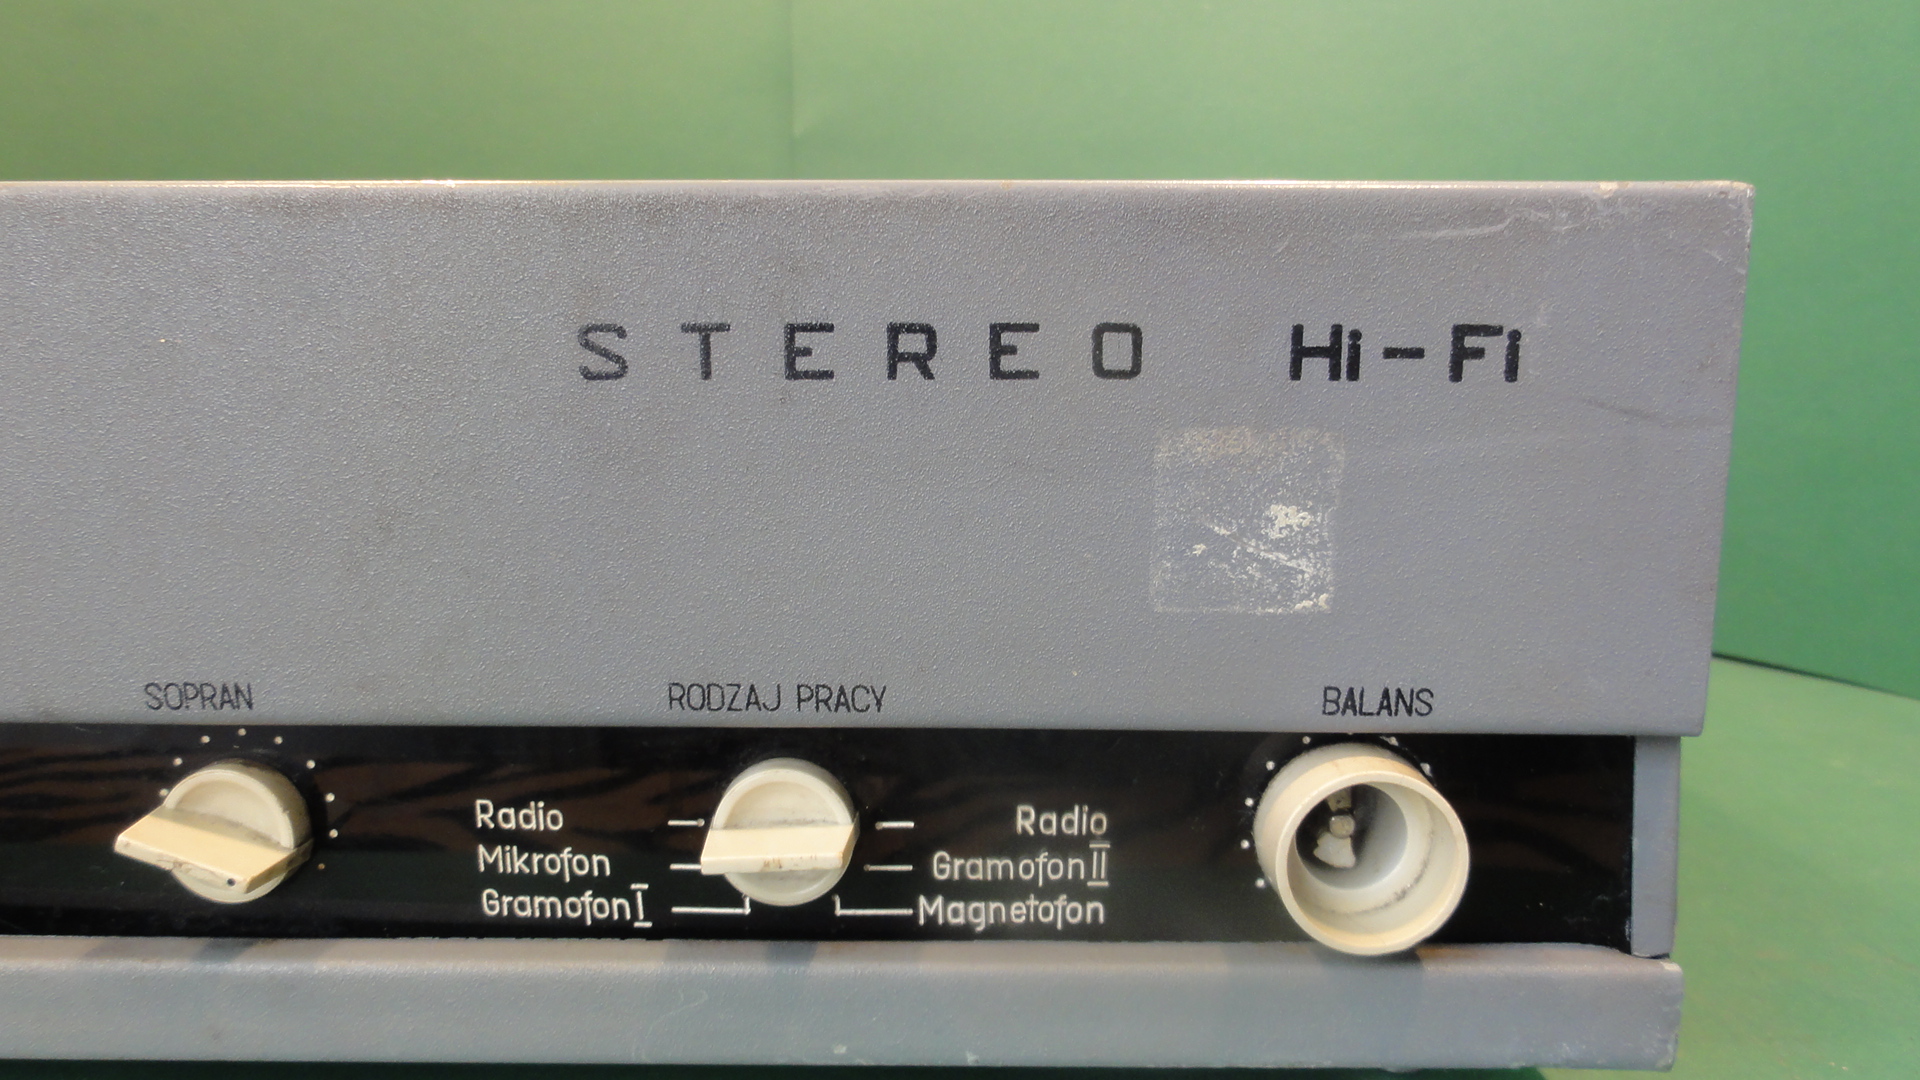 STEREO Hi-Fi
SOPRAN
RODZAJ PRACY
BALANS
Radio
Mikrofon
Gramofon I
Radio
Gramofon II
Magnetofon